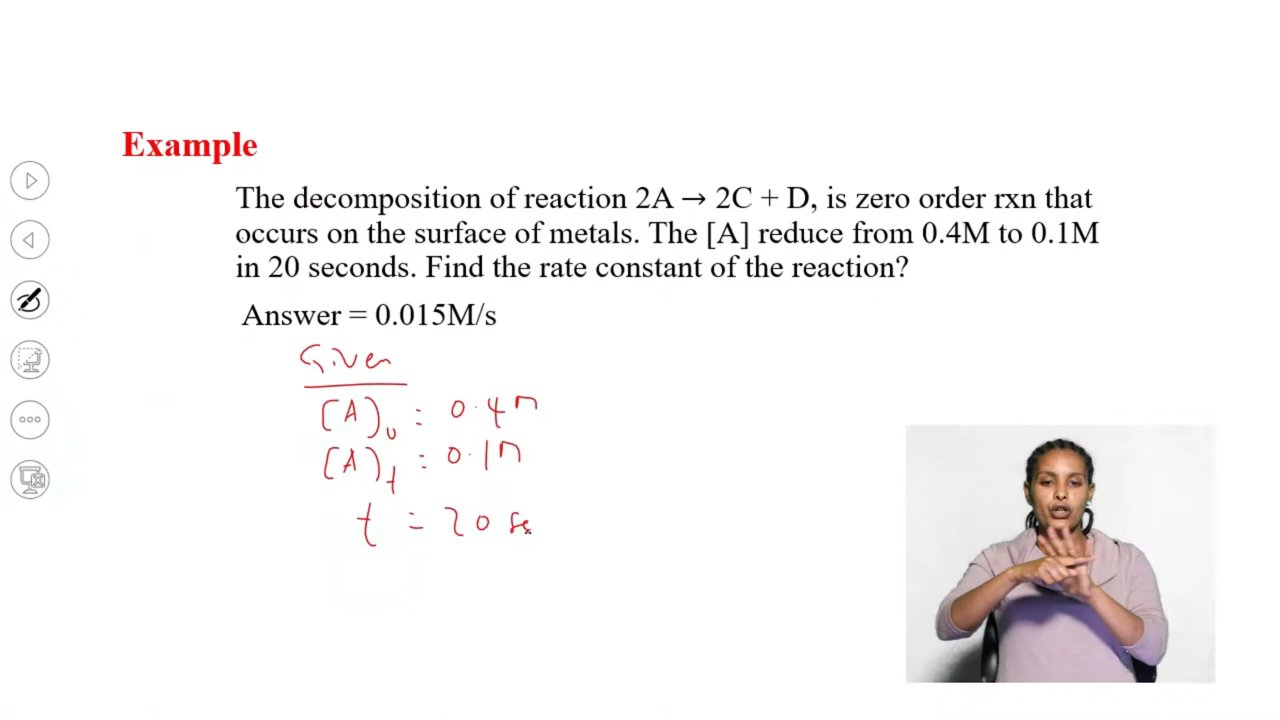 Example
The decomposition of reaction 2A → 2C + D, is zero order rxn that
occurs on the surface of metals. The [A] reduce from 0.4M to 0.1M
in 20 seconds. Find the rate constant of the reaction?
Answer = 0.015M/s
Given
[A]₀ = 0.4M
[A]t = 0.1M
t = 20 se